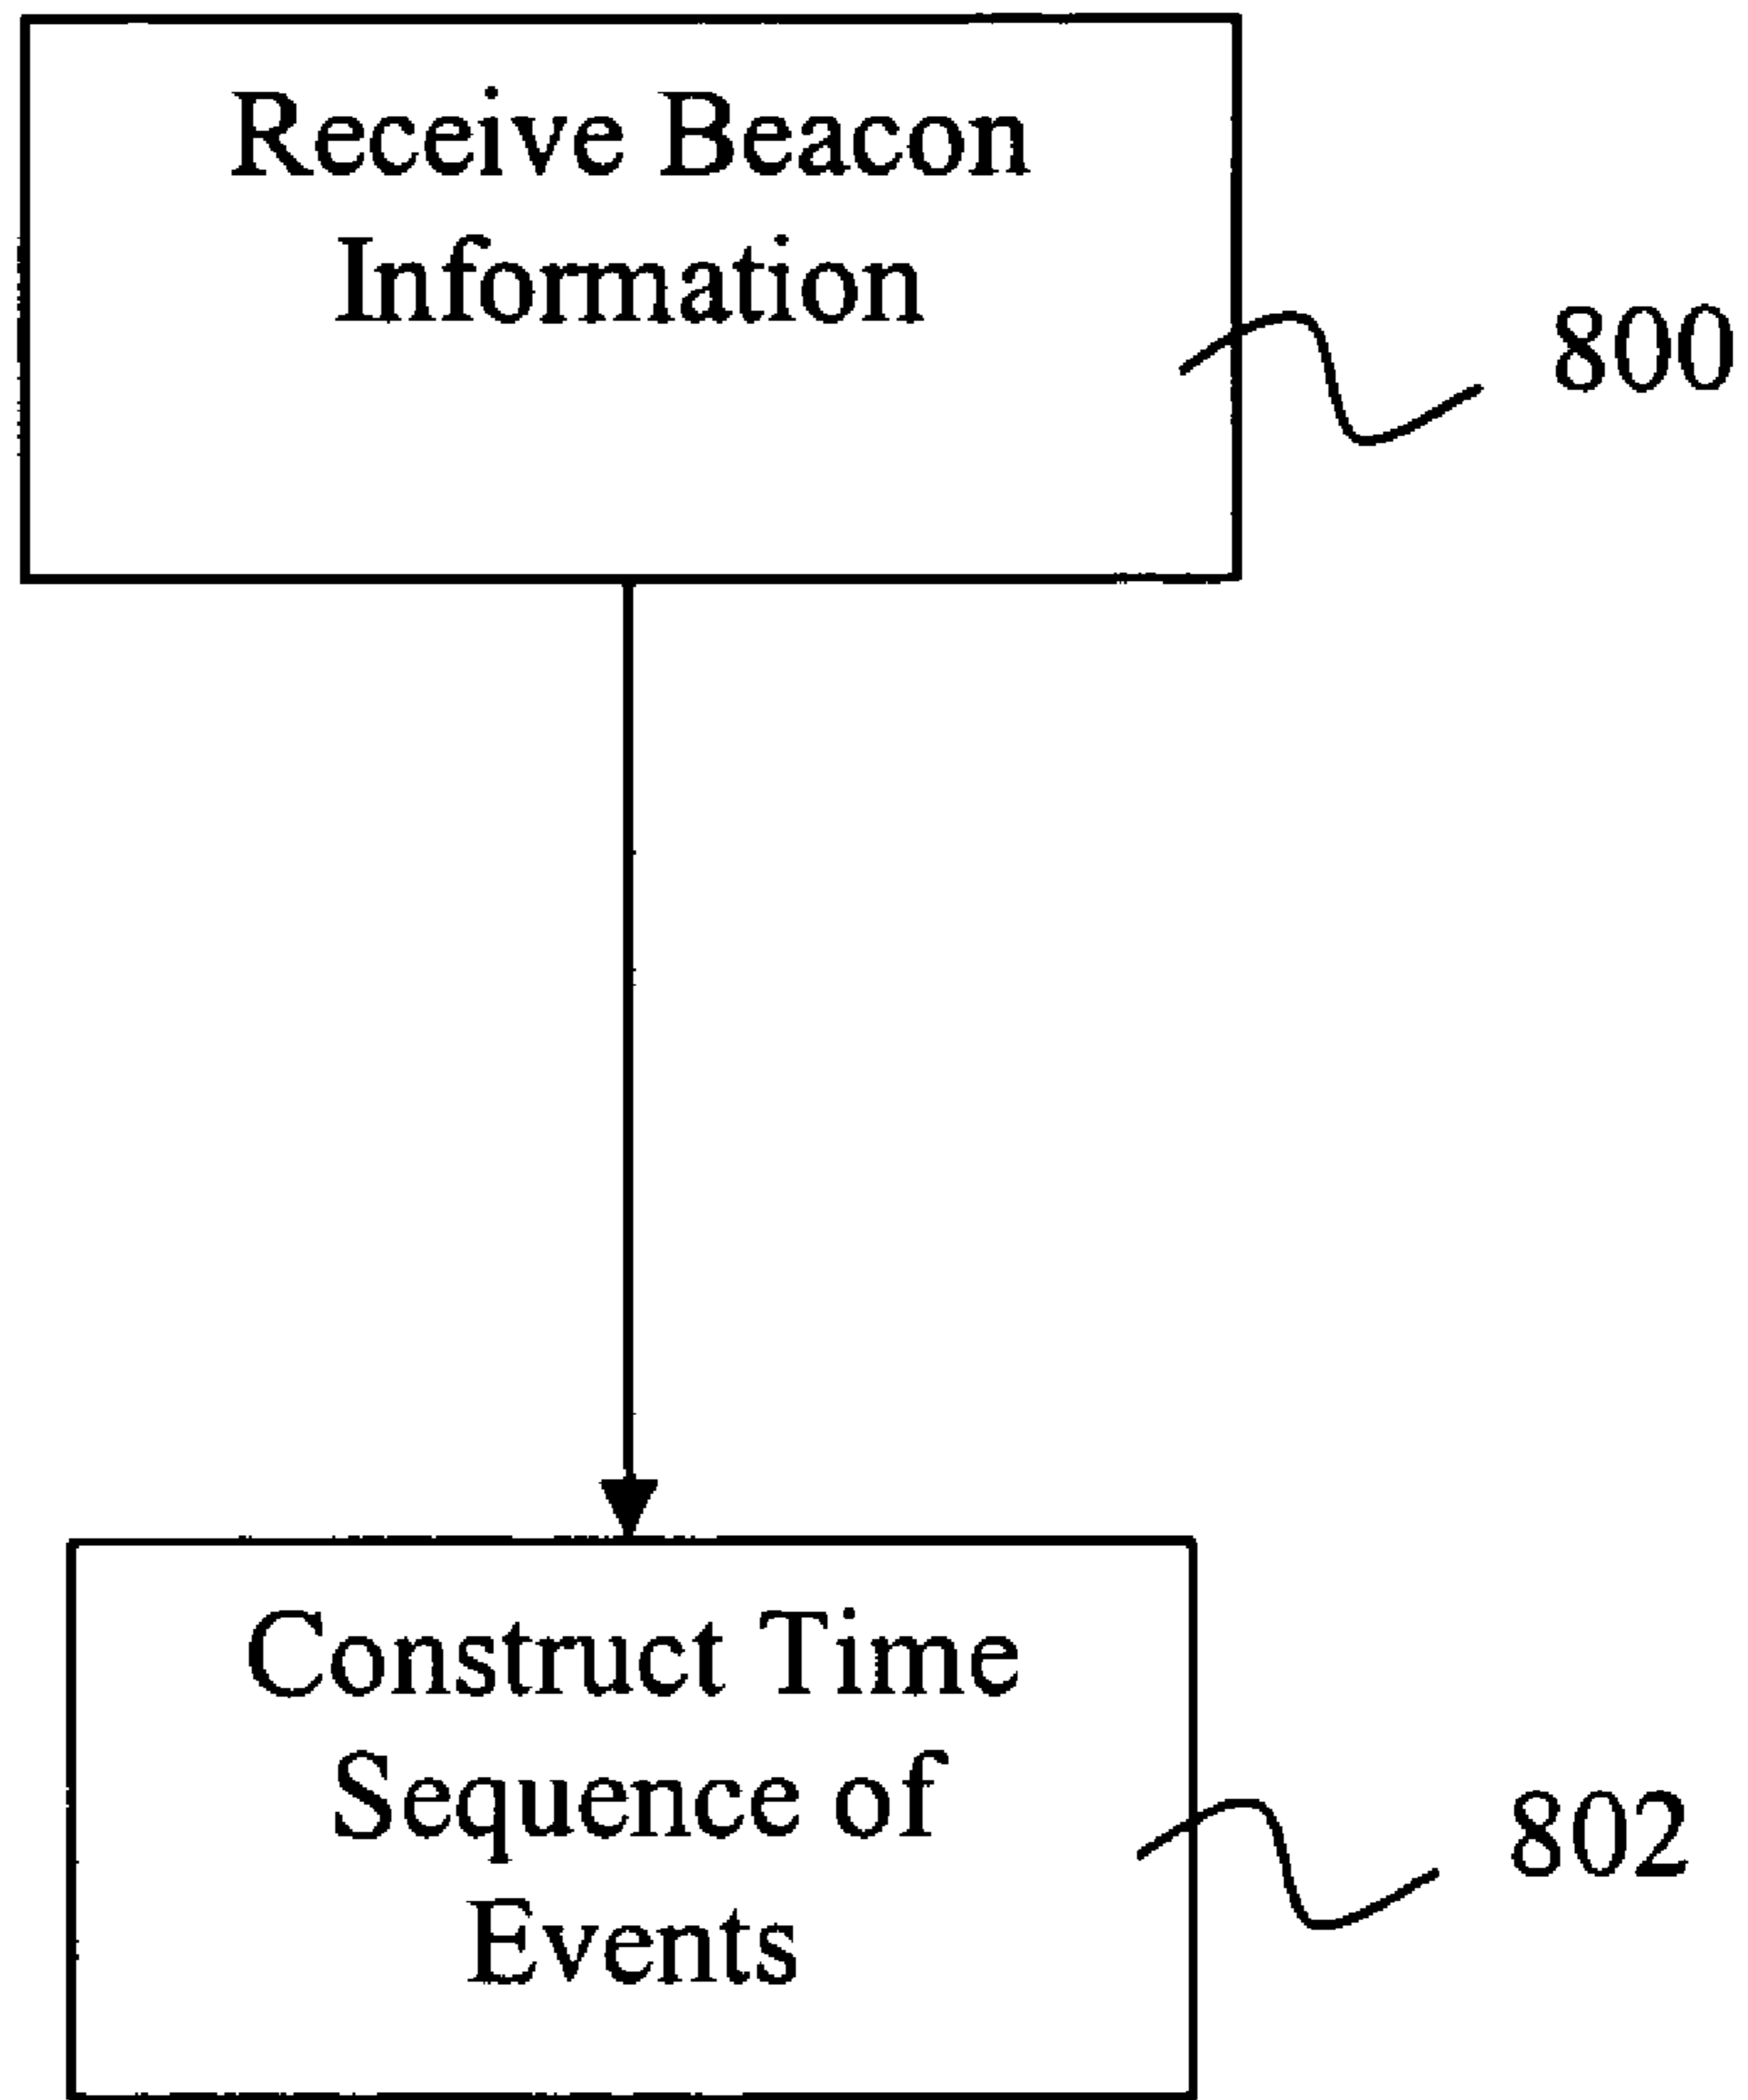 Receive Beacon
Information
800
Construct Time
Sequence of
Events
802